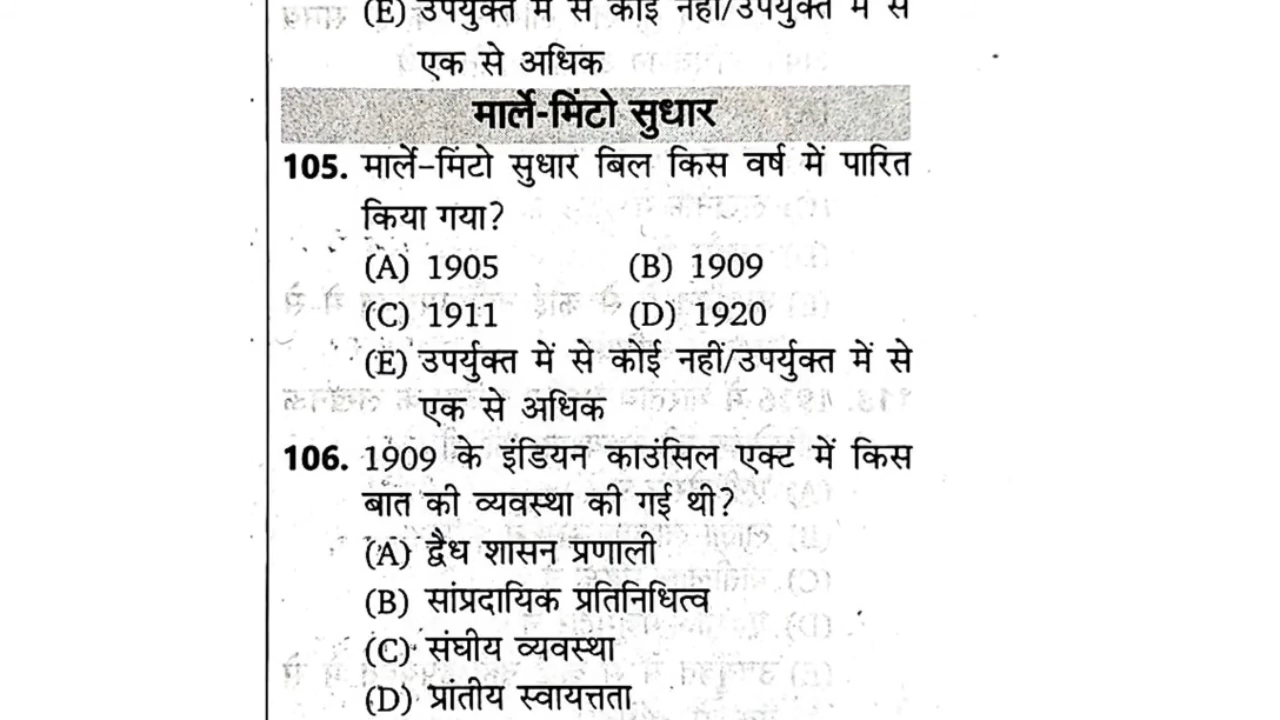 (E) उपर्युक्त में से कोई नहीं/उपर्युक्त में से
एक से अधिक
मार्ले-मिंटो सुधार
105. मार्ले-मिंटो सुधार बिल किस वर्ष में पारित
किया गया?
(A) 1905 (B) 1909
(C) 1911 (D) 1920
(E) उपर्युक्त में से कोई नहीं/उपर्युक्त में से
एक से अधिक
106. 1909 के इंडियन काउंसिल एक्ट में किस
बात की व्यवस्था की गई थी?
(A) द्वैध शासन प्रणाली
(B) सांप्रदायिक प्रतिनिधित्व
(C) संघीय व्यवस्था
(D) प्रांतीय स्वायत्तता